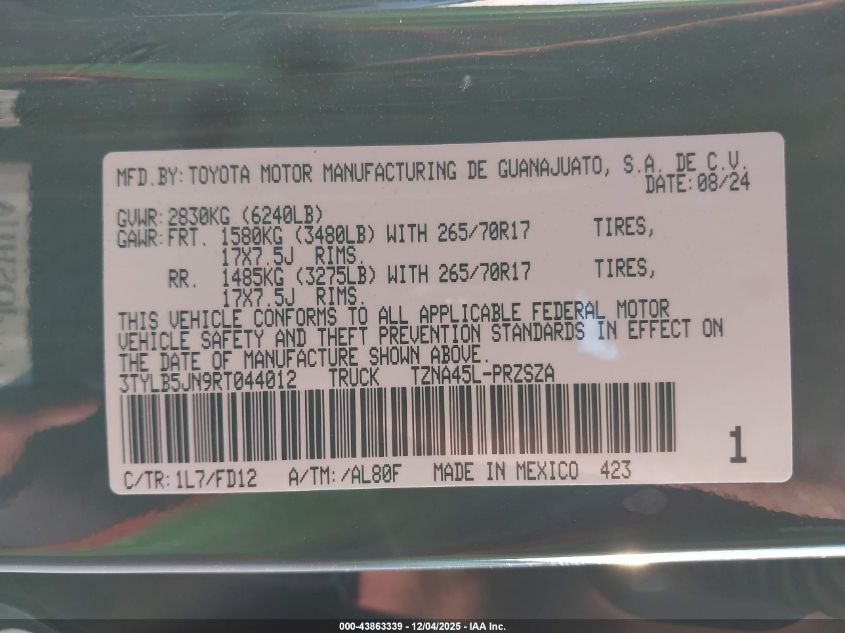 MFD.BY: TOYOTA MOTOR MANUFACTURING DE GUANAJUATO, S.A. DE C.V.
DATE: 08/24
GVWR: 2830KG (6240LB)
GAWR: FRT. 1580KG (3480LB) WITH 265/70R17 TIRES,
17X7.5J RIMS.
RR. 1485KG (3275LB) WITH 265/70R17 TIRES,
17X7.5J RIMS.
THIS VEHICLE CONFORMS TO ALL APPLICABLE FEDERAL MOTOR
VEHICLE SAFETY AND THEFT PREVENTION STANDARDS IN EFFECT ON
THE DATE OF MANUFACTURE SHOWN ABOVE.
3TYLB5JN9RT044012 TRUCK TZNA45L-PRZSZA
1
C/TR: 1L7/FD12 A/TM: /AL80F MADE IN MEXICO 423
000-43863339 - 12/04/2025 - IAA Inc.